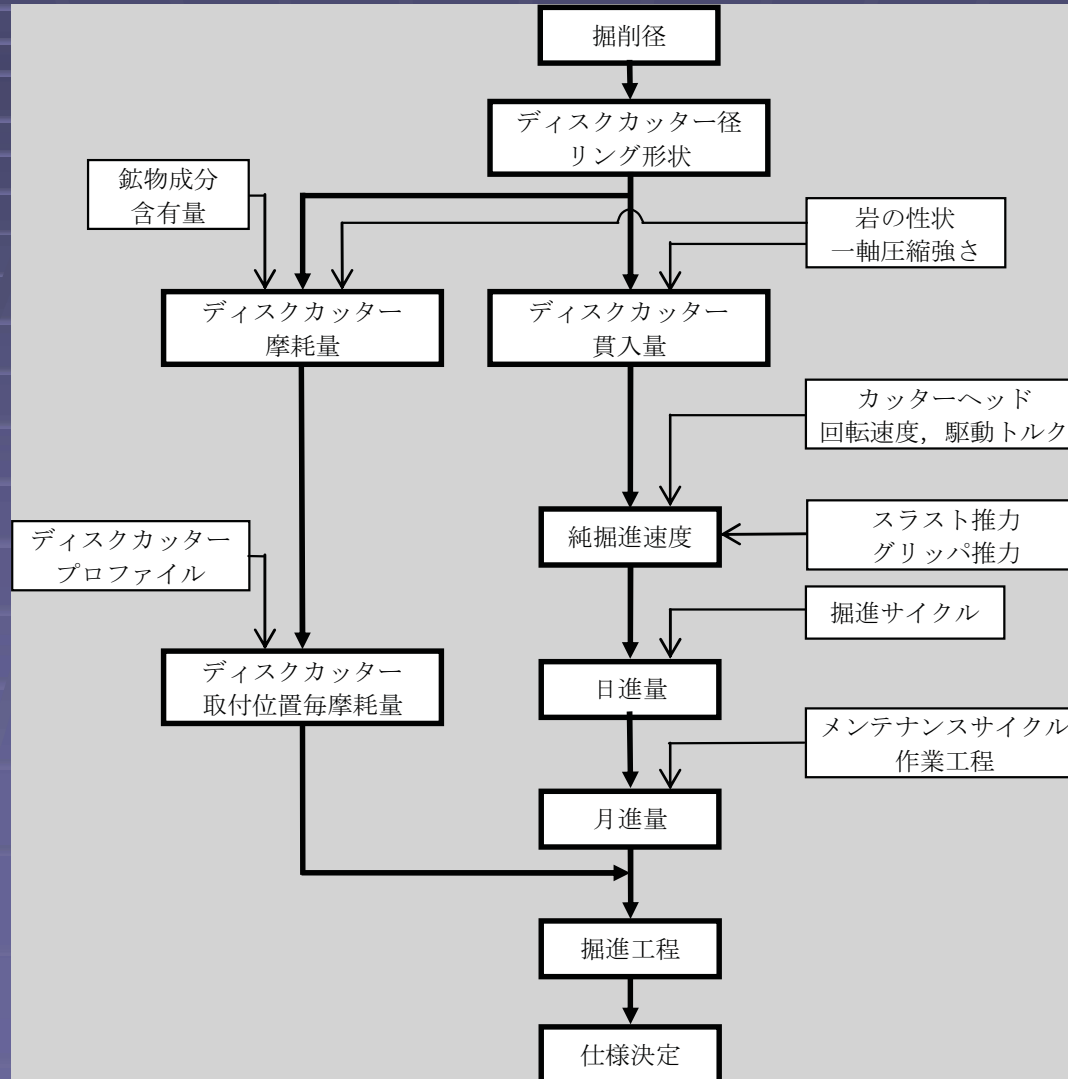 掘削径
ディスクカッター径
リング形状
鉱物成分
含有量
岩の性状
一軸圧縮強さ
ディスクカッター
摩耗量
ディスクカッター
貫入量
カッターヘッド
回転速度，駆動トルク
ディスクカッター
プロファイル
純掘進速度
スラスト推力
グリッパ推力
掘進サイクル
ディスクカッター
取付位置毎摩耗量
日進量
メンテナンスサイクル
作業工程
月進量
掘進工程
仕様決定